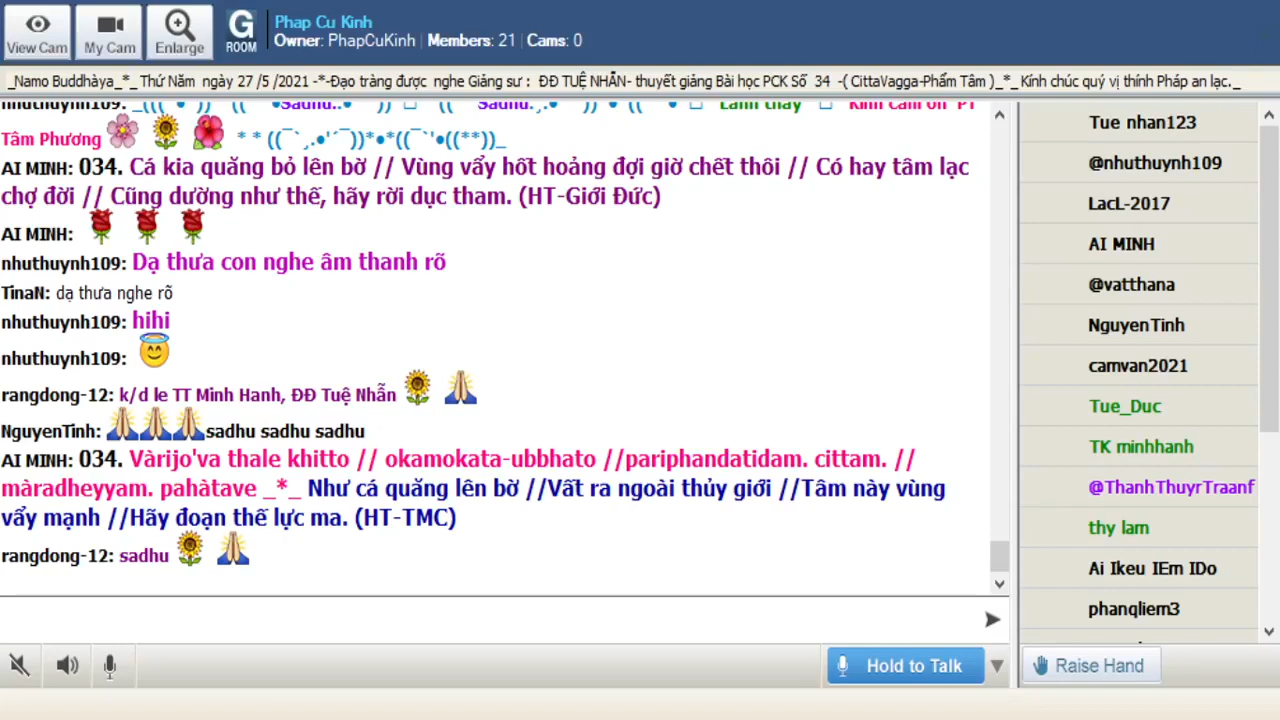 Phap Cu Kinh
Owner: PhapCuKinh Members: 21 Cams: 0
View Cam My Cam Enlarge G ROOM
_Namo Buddhàya_*_ Thứ Năm ngày 27 /5 /2021 -*-Đạo tràng được nghe Giảng sư : ĐĐ TUỆ NHẪN- thuyết giảng Bài học PCK Số 34 -( CittaVagga-Phẩm Tâm )_*_Kính chúc quý vị thính Pháp an lạc._
nhuthuynh109:
Tâm Phương * * ((¯`¸.•'´¯))*•*((¯`'•((**))_
AI MINH: 034. Cá kia quăng bỏ lên bờ // Vùng vẩy hốt hoảng đợi giờ chết thôi // Có hay tâm lạc
chợ đời // Cũng dường như thế, hãy rời dục tham. (HT-Giới Đức)
AI MINH:
nhuthuynh109: Dạ thưa con nghe âm thanh rõ
TinaN: dạ thưa nghe rõ
nhuthuynh109: hihi
nhuthuynh109:
rangdong-12: k/d le TT Minh Hanh, ĐĐ Tuệ Nhẫn
NguyenTinh: sadhu sadhu sadhu
AI MINH: 034. Vàrijo'va thale khitto // okamokata-ubbhato //pariphandatidam. cittam. //
màradheyyam. pahàtave _*_ Như cá quăng lên bờ //Vất ra ngoài thủy giới //Tâm này vùng
vẩy mạnh //Hãy đoạn thế lực ma. (HT-TMC)
rangdong-12: sadhu
Tue nhan123
@nhuthuynh109
LacL-2017
AI MINH
@vatthana
NguyenTinh
camvan2021
Tue_Duc
TK minhhanh
@ThanhThuyrTraanf
thy lam
Ai Ikeu IEm IDo
phanqliem3
Hold to Talk
Raise Hand